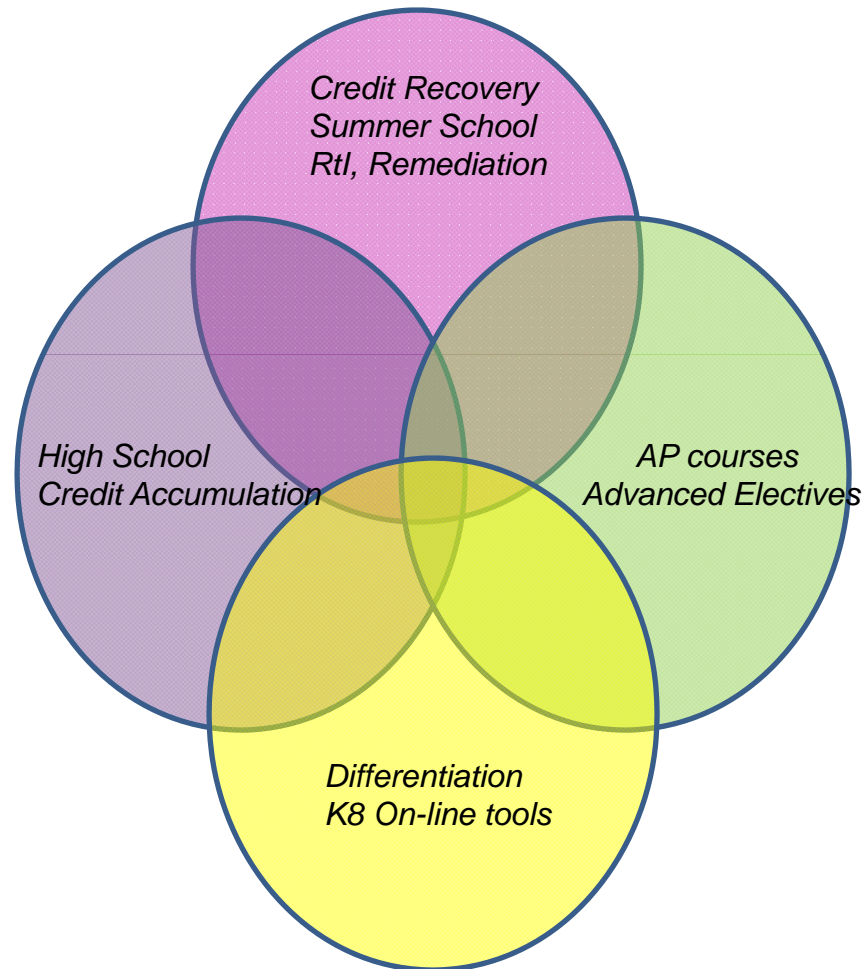 Credit Recovery
Summer School
RtI, Remediation
High School
Credit Accumulation
AP courses
Advanced Electives
Differentiation
K8 On-line tools